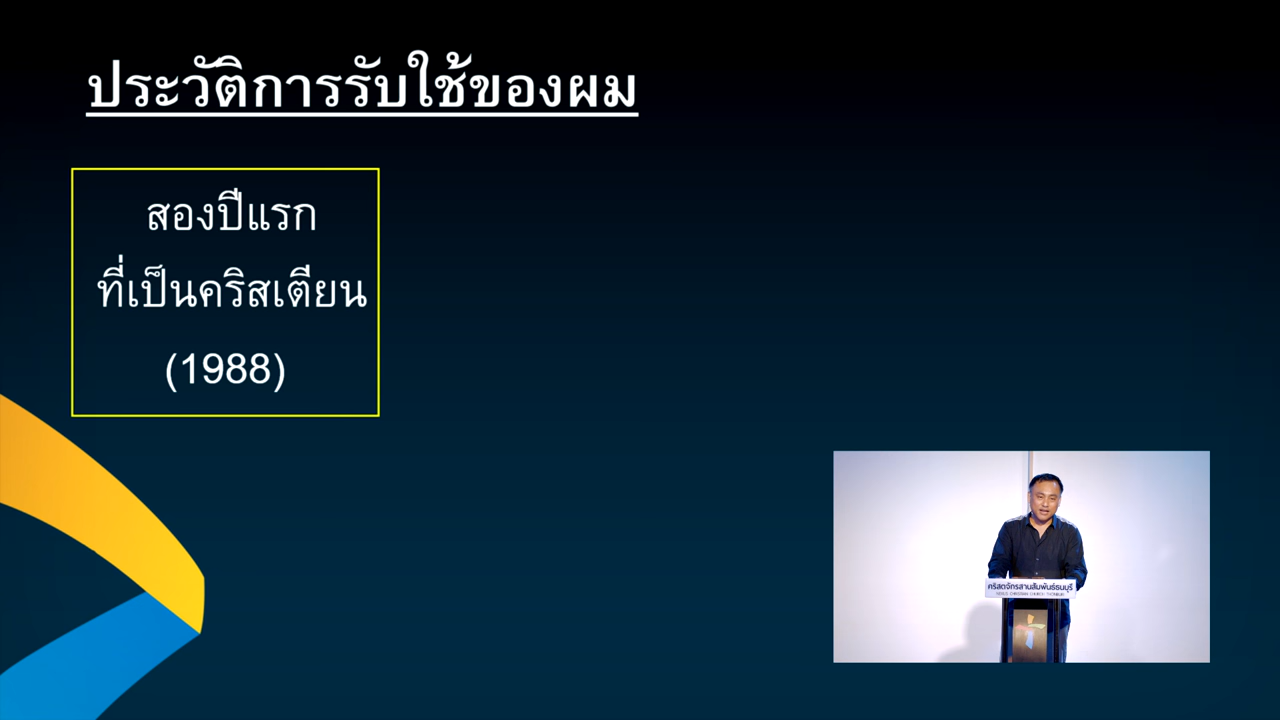 ประวัติการรับใช้ของผม
สองปีแรก
ที่เป็นคริสเตียน
(1988)
คริสตจักรสานสัมพันธ์ธนบุรี